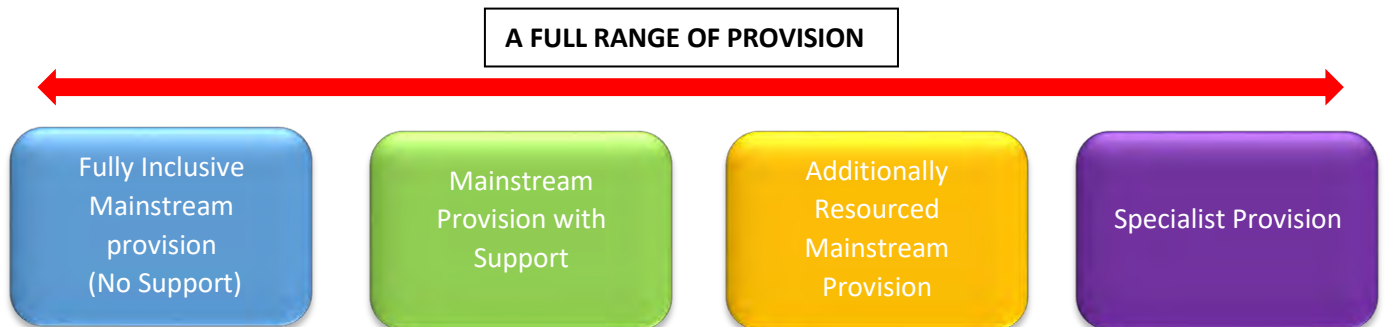 A FULL RANGE OF PROVISION
Fully Inclusive
Mainstream
provision
(No Support)
Mainstream
Provision with
Support
Additionally
Resourced
Mainstream
Provision
Specialist Provision